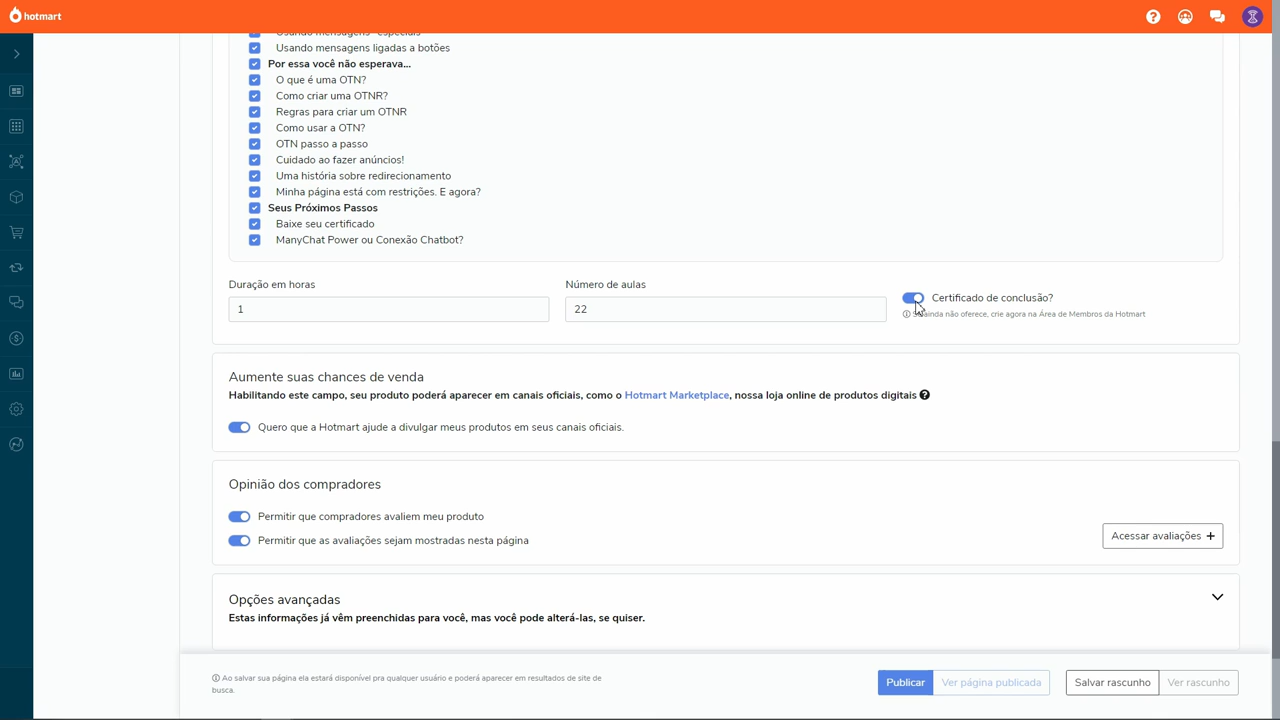 hotmart
Usando mensagens "especiais"
Usando mensagens ligadas a botões
Por essa você não esperava...
O que é uma OTN?
Como criar uma OTNR?
Regras para criar um OTNR
Como usar a OTN?
OTN passo a passo
Cuidado ao fazer anúncios!
Uma história sobre redirecionamento
Minha página está com restrições. E agora?
Seus Próximos Passos
Baixe seu certificado
ManyChat Power ou Conexão Chatbot?
Duração em horas
Número de aulas
1
22
Certificado de conclusão?
ainda não oferece, crie agora na Área de Membros da Hotmart
Aumente suas chances de venda
Habilitando este campo, seu produto poderá aparecer em canais oficiais, como o Hotmart Marketplace, nossa loja online de produtos digitais
Quero que a Hotmart ajude a divulgar meus produtos em seus canais oficiais.
Opinião dos compradores
Permitir que compradores avaliem meu produto
Permitir que as avaliações sejam mostradas nesta página
Acessar avaliações +
Opções avançadas
Estas informações já vêm preenchidas para você, mas você pode alterá-las, se quiser.
Ao salvar sua página ela estará disponível pra qualquer usuário e poderá aparecer em resultados de site de
busca.
Publicar
Ver página publicada
Salvar rascunho
Ver rascunho